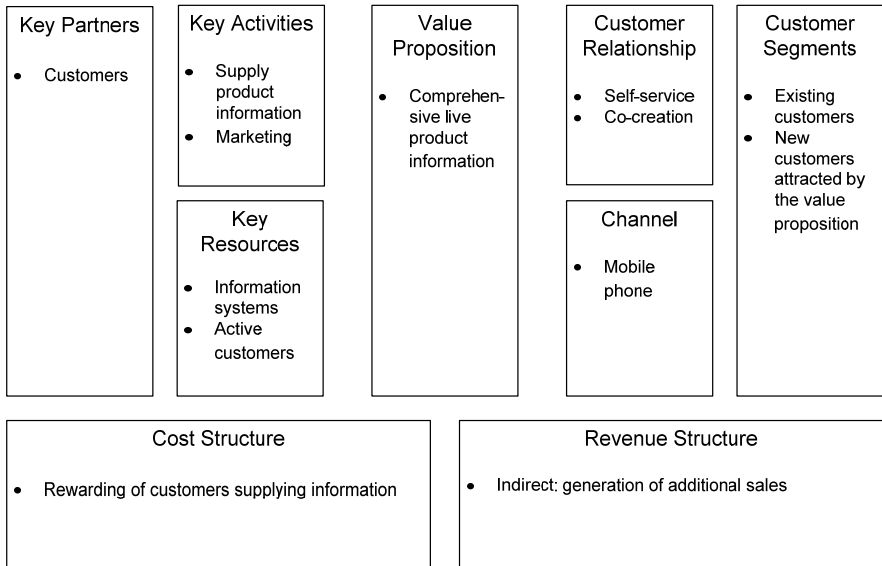 Key Partners
• Customers
Key Activities
• Supply
product
information
• Marketing
Key
Resources
• Information
systems
• Active
customers
Value
Proposition
• Comprehen-
sive live
product
information
Customer
Relationship
• Self-service
• Co-creation
Channel
• Mobile
phone
Customer
Segments
• Existing
customers
• New
customers
attracted by
the value
proposition
Cost Structure
• Rewarding of customers supplying information
Revenue Structure
• Indirect: generation of additional sales